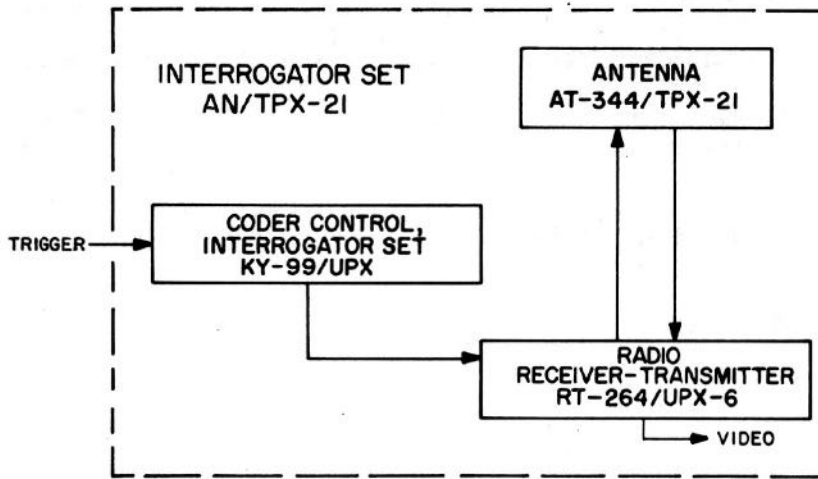 INTERROGATOR SET
AN/TPX-21
ANTENNA
AT-344/TPX-21
TRIGGER
CODER CONTROL,
INTERROGATOR SET
KY-99/UPX
RADIO
RECEIVER-TRANSMITTER
RT-264/UPX-6
VIDEO